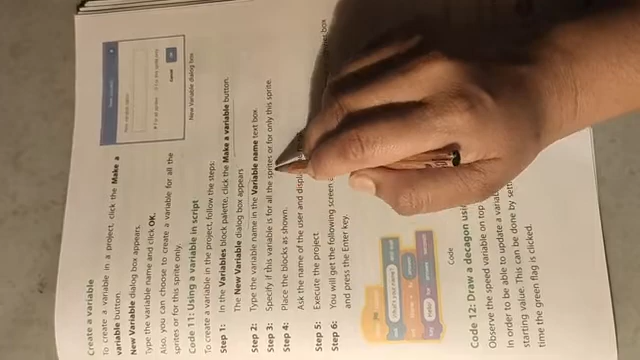 Create a variable
To create a variable in a project, click the Make a
variable button.
New Variable dialog box appears.
Type the variable name and click OK.
Also, you can choose to create a variable for all the
sprites or for this sprite only.
New Variable dialog box
Code 11: Using a variable in script
To create a variable in the project, follow the steps:
Step 1: In the Variables block palette, click the Make a variable button.
The New Variable dialog box appears
Step 2: Type the variable name in the Variable name text box.
Step 3: Specify if this variable is for all the sprites or for only this sprite.
Step 4: Place the blocks as shown.
Ask the name of the user and
box
Step 5: Execute the project.
Step 6: You will get the following screen
and press the Enter key.
Code
Code 12: Draw a decagon
Observe the speed variable on top
In order to be able to update a
starting value. This can be done by
time the green flag is clicked.